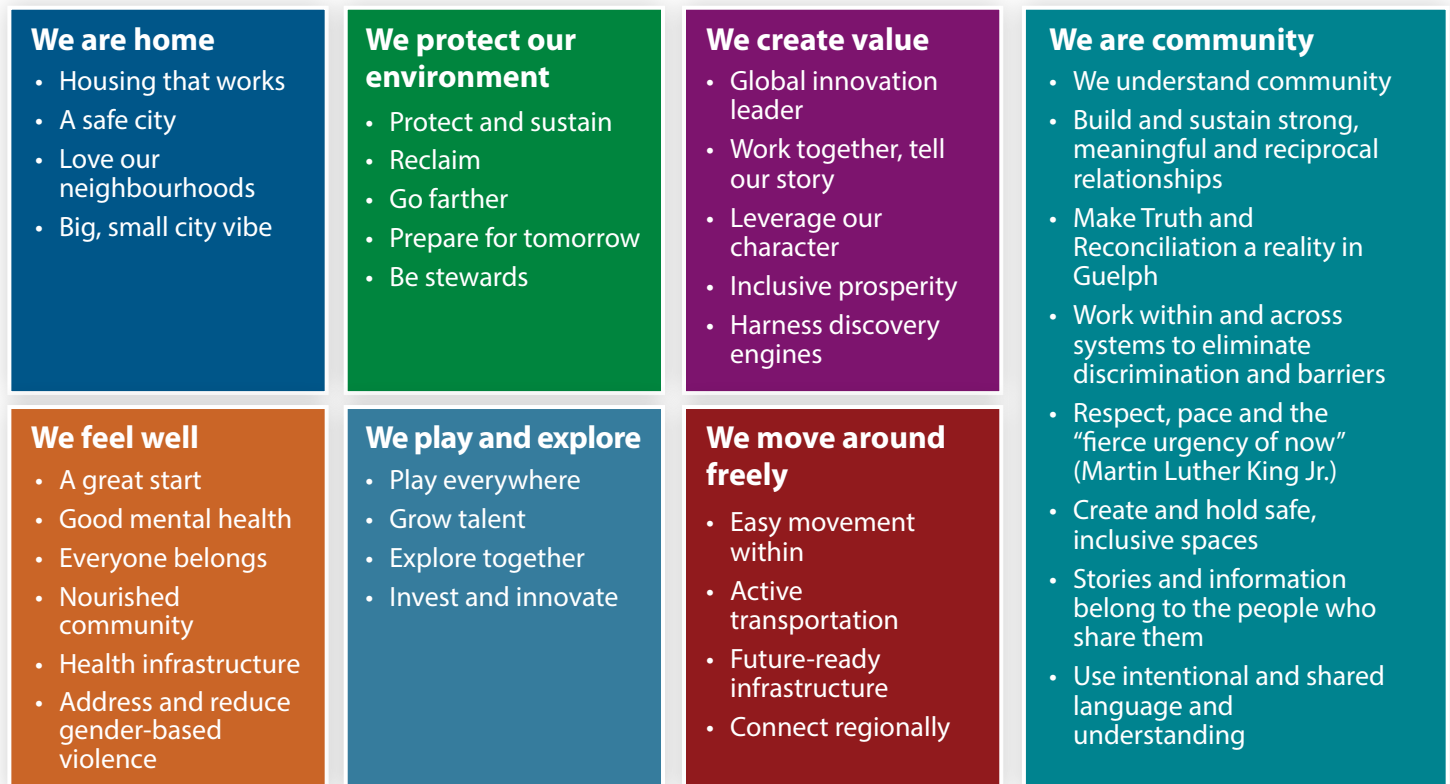 We are home
• Housing that works
• A safe city
• Love our
neighbourhoods
• Big, small city vibe
We protect our
environment
• Protect and sustain
• Reclaim
• Go farther
• Prepare for tomorrow
• Be stewards
We create value
• Global innovation
leader
• Work together, tell
our story
• Leverage our
character
• Inclusive prosperity
• Harness discovery
engines
We are community
• We understand community
• Build and sustain strong,
meaningful and reciprocal
relationships
• Make Truth and
Reconciliation a reality in
Guelph
• Work within and across
systems to eliminate
discrimination and barriers
• Respect, pace and the
“fierce urgency of now”
(Martin Luther King Jr.)
• Create and hold safe,
inclusive spaces
• Stories and information
belong to the people who
share them
• Use intentional and shared
language and
understanding
We feel well
• A great start
• Good mental health
• Everyone belongs
• Nourished
community
• Health infrastructure
• Address and reduce
gender-based
violence
We play and explore
• Play everywhere
• Grow talent
• Explore together
• Invest and innovate
We move around
freely
• Easy movement
within
• Active
transportation
• Future-ready
infrastructure
• Connect regionally